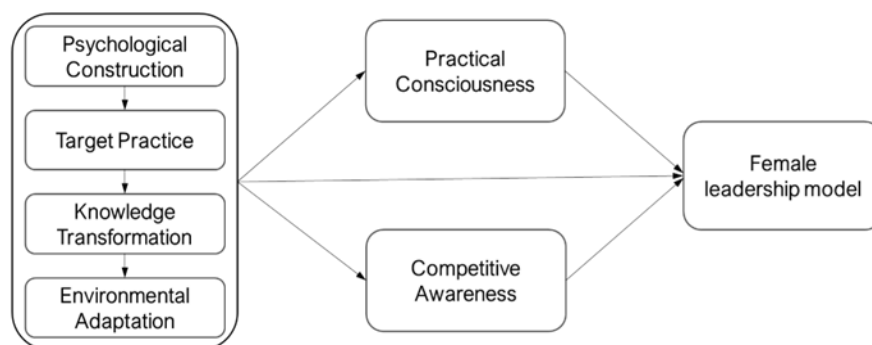 Psychological
Construction
Target Practice
Knowledge
Transformation
Environmental
Adaptation
Practical
Consciousness
Competitive
Awareness
Female
leadership model